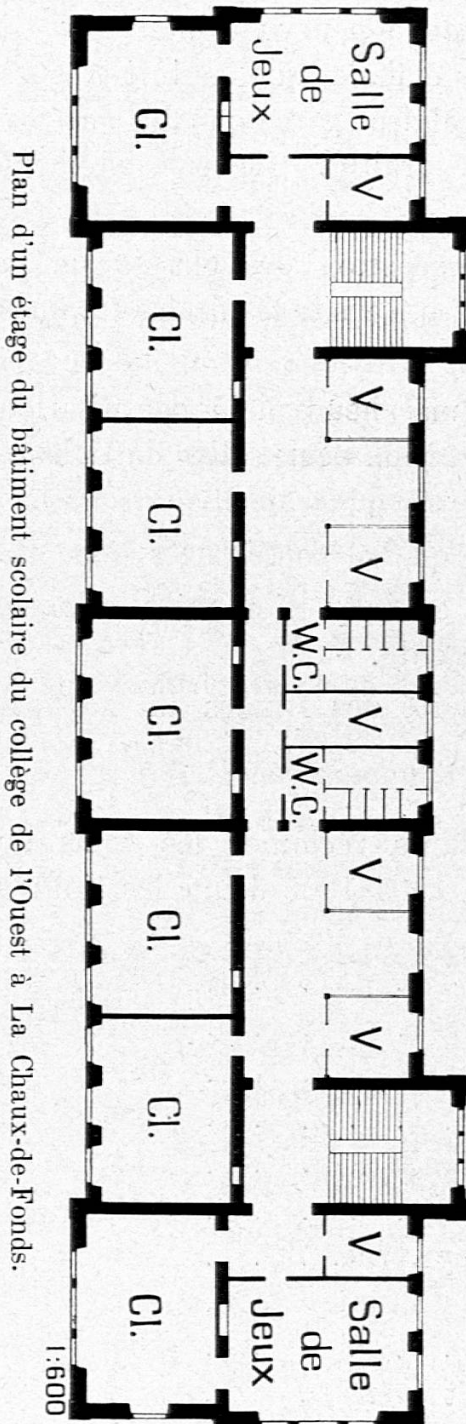 Salle
de
Jeux
V
V
V
W.C.
V
W.C.
V
V
V
Salle
de
Jeux
Cl.
Cl.
Cl.
Cl.
Cl.
Cl.
Cl.
1:600
Plan d'un étage du bâtiment scolaire du collège de l'Ouest à La Chaux-de-Fonds.